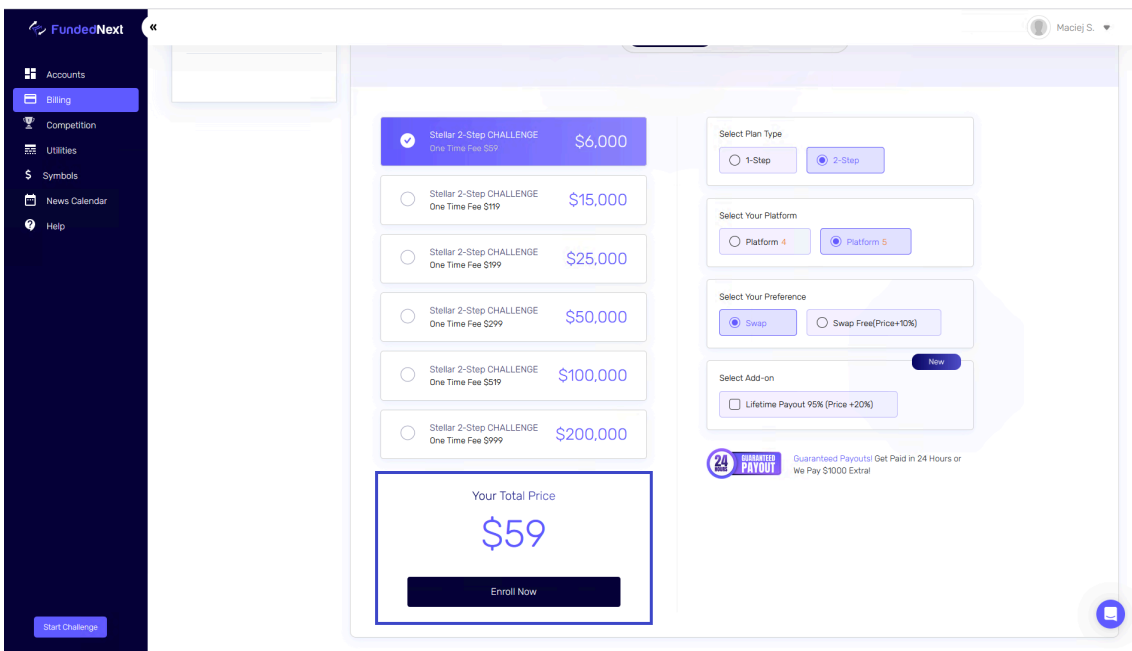 FundedNext
«
Maciej S.
Accounts
Billing
Competition
Utilities
$ Symbols
News Calendar
Help
Start Challenge
Stellar 2-Step CHALLENGE
One Time Fee $59
$6,000
Stellar 2-Step CHALLENGE
One Time Fee $119
$15,000
Stellar 2-Step CHALLENGE
One Time Fee $199
$25,000
Stellar 2-Step CHALLENGE
One Time Fee $299
$50,000
Stellar 2-Step CHALLENGE
One Time Fee $519
$100,000
Stellar 2-Step CHALLENGE
One Time Fee $999
$200,000
Your Total Price
$59
Enroll Now
Select Plan Type
1-Step
2-Step
Select Your Platform
Platform 4
Platform 5
Select Your Preference
Swap
Swap Free(Price+10%)
New
Select Add-on
Lifetime Payout 95% (Price +20%)
24 HOURS GUARANTEED PAYOUT
Guaranteed Payouts! Get Paid in 24 Hours or
We Pay $1000 Extra!